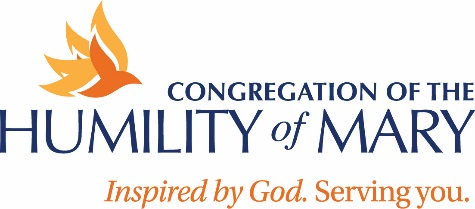 CONGREGATION OF THE
HUMILITY of MARY
Inspired by God. Serving you.